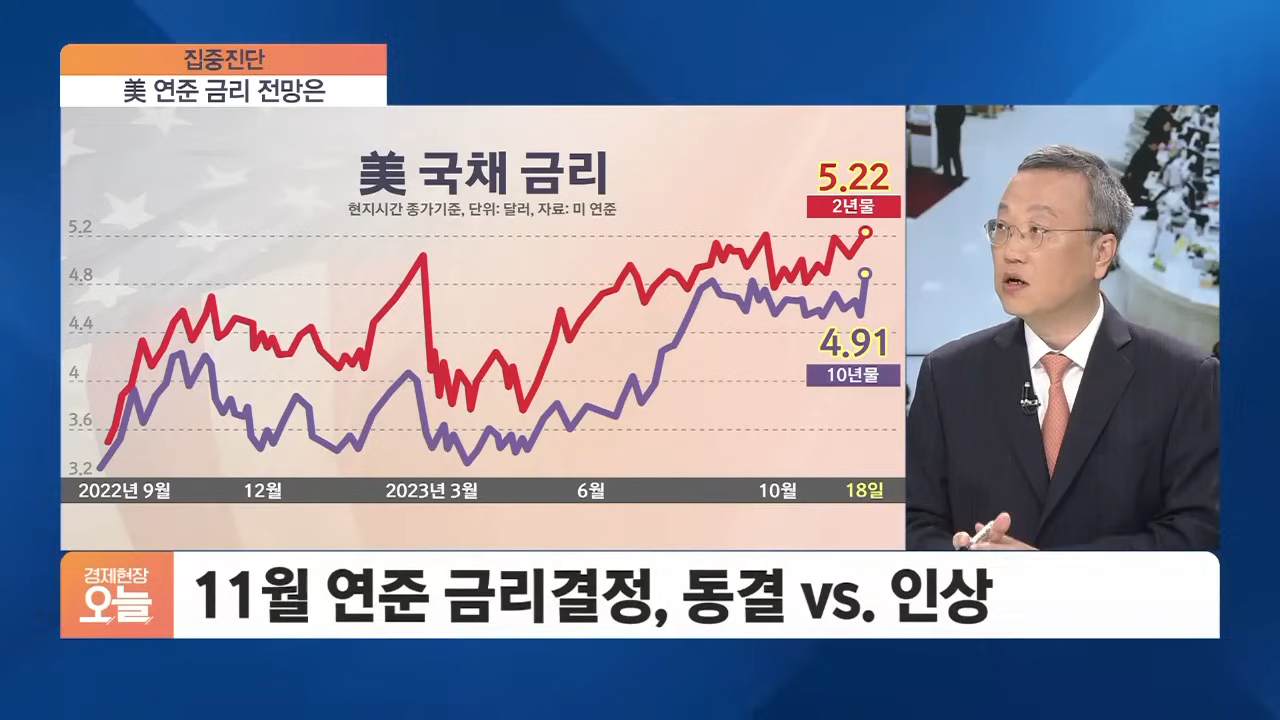 집중진단
美 연준 금리 전망은
美 국채 금리
현지시간 종가기준, 단위: 달러, 자료: 미 연준
5.22
2년물
5.2
4.8
4.4
4
3.6
3.2
4.91
10년물
2022년 9월 12월 2023년 3월 6월 10월 18일
경제현장
오늘
11월 연준 금리결정, 동결 vs. 인상